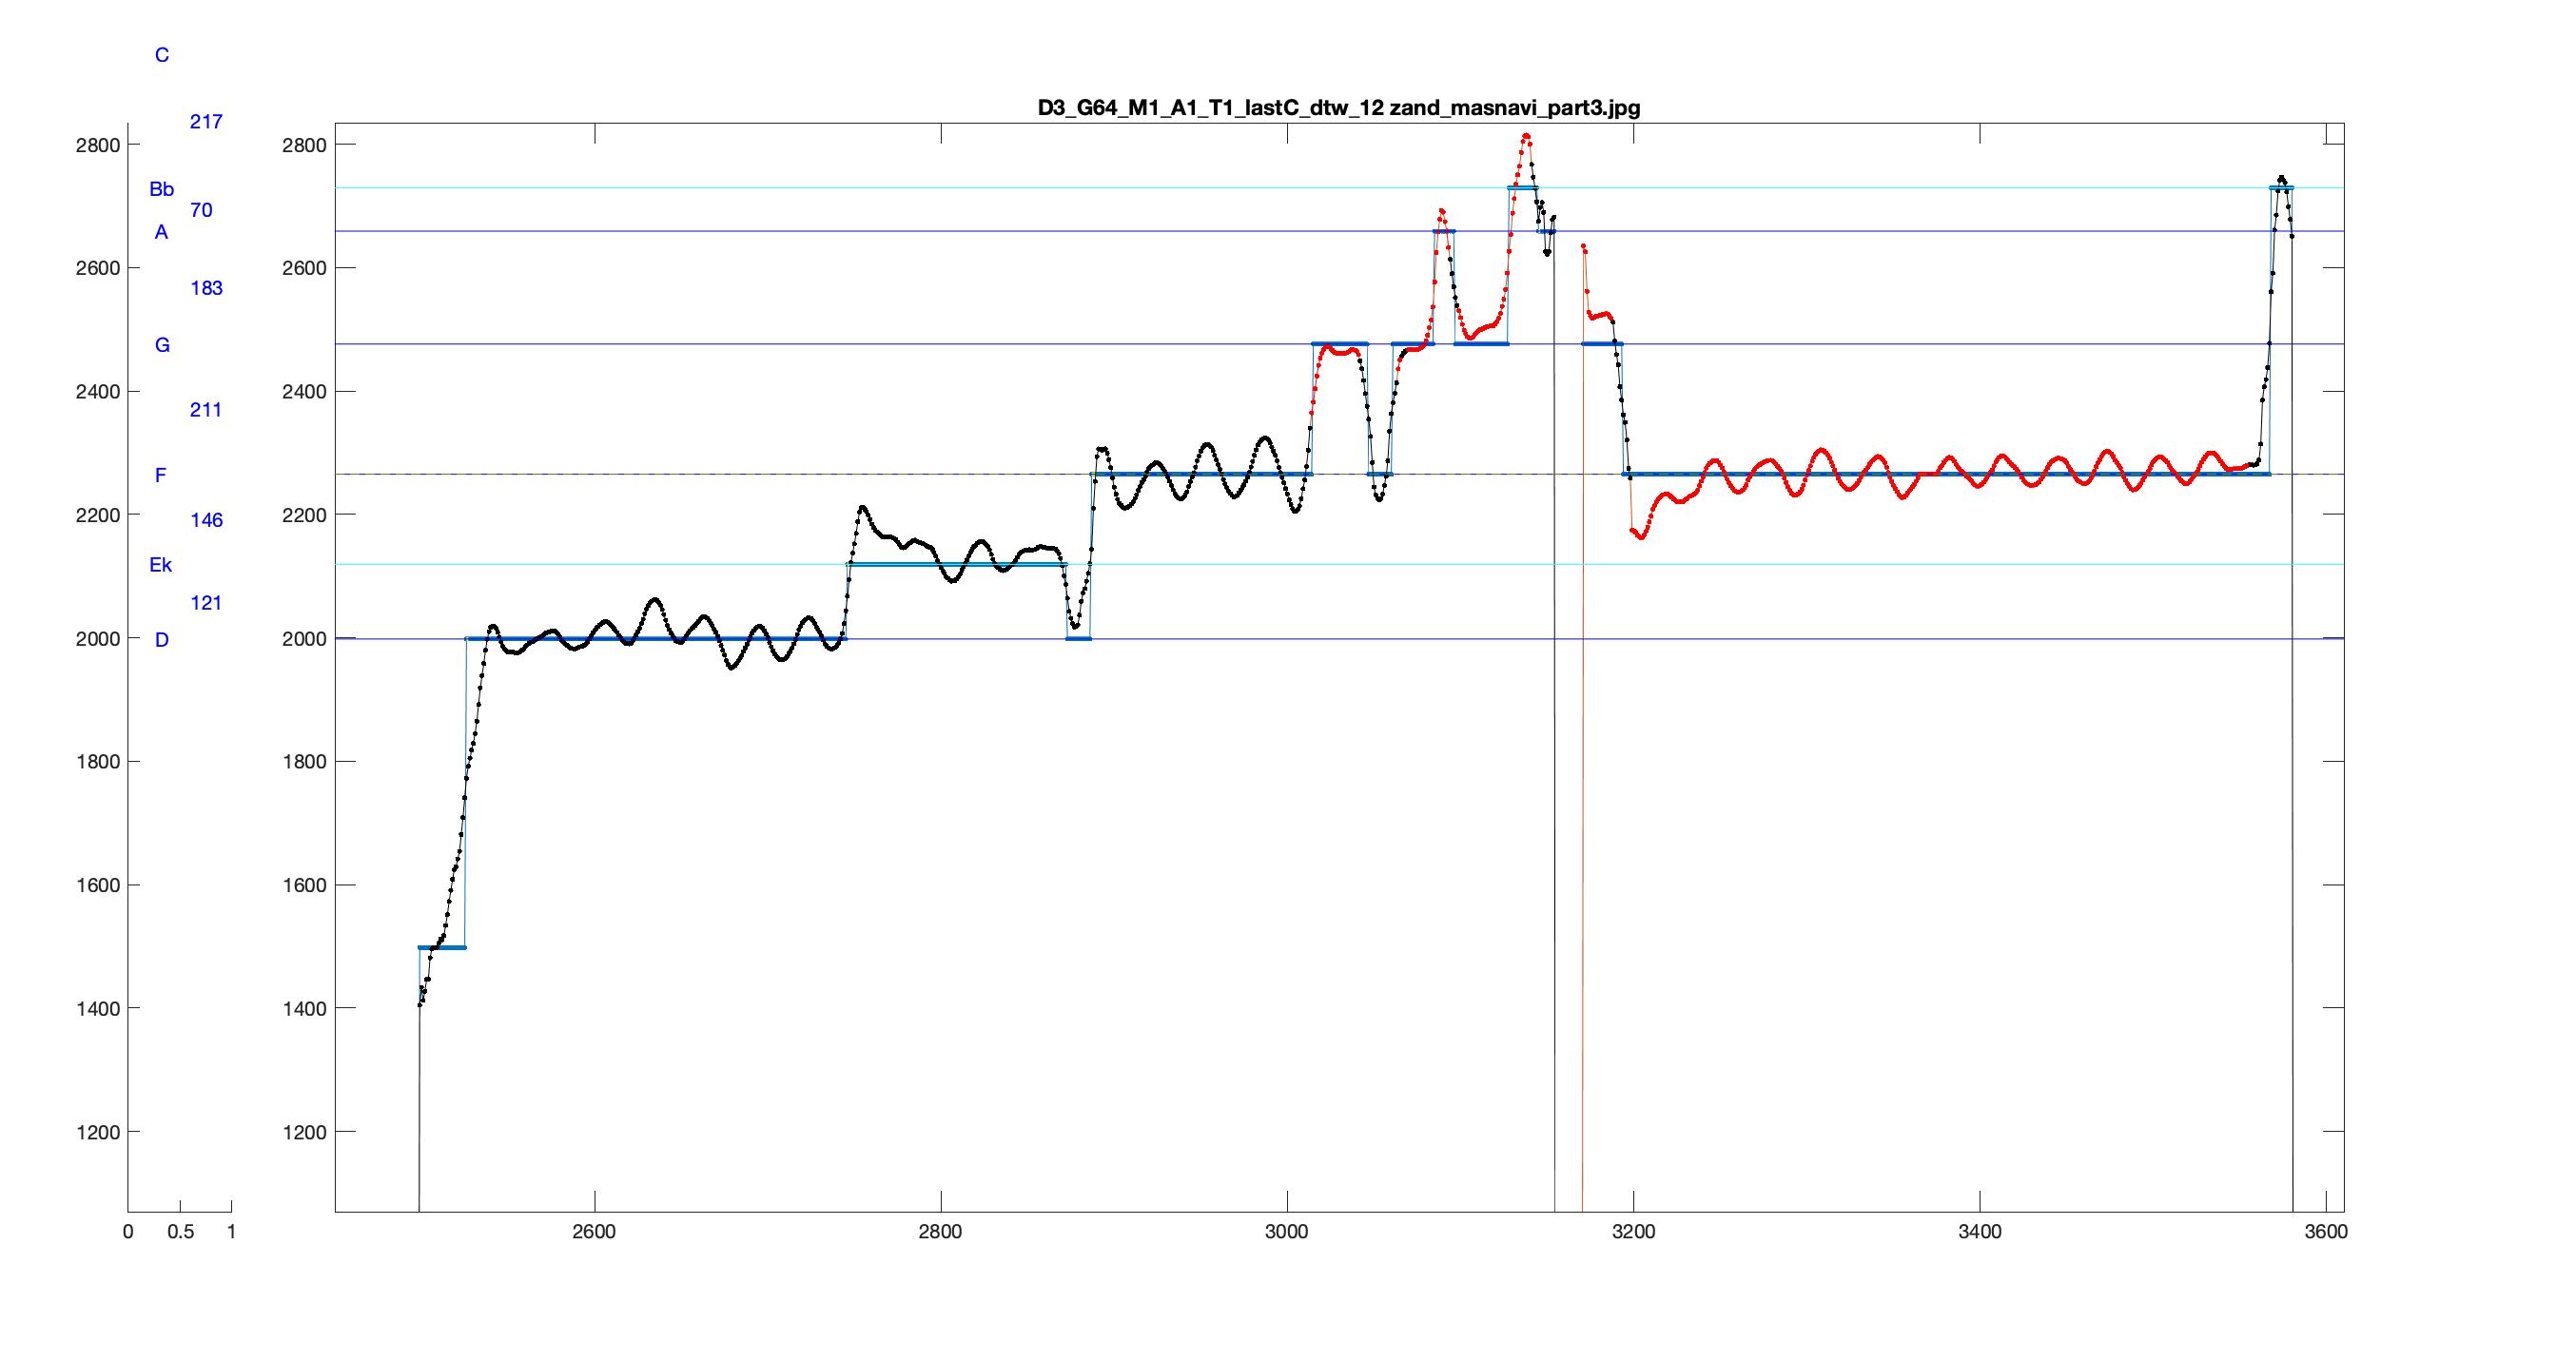 C
D3_G64_M1_A1_T1_lastC_dtw_12 zand_masnavi_part3.jpg
217
2800 2800
Bb
70
A
2600 2600
183
G
2400 2400
211
F
2200 2200
146
Ek
121
2000 D 2000
1800 1800
1600 1600
1400 1400
1200 1200
0 0.5 1 2600 2800 3000 3200 3400 3600